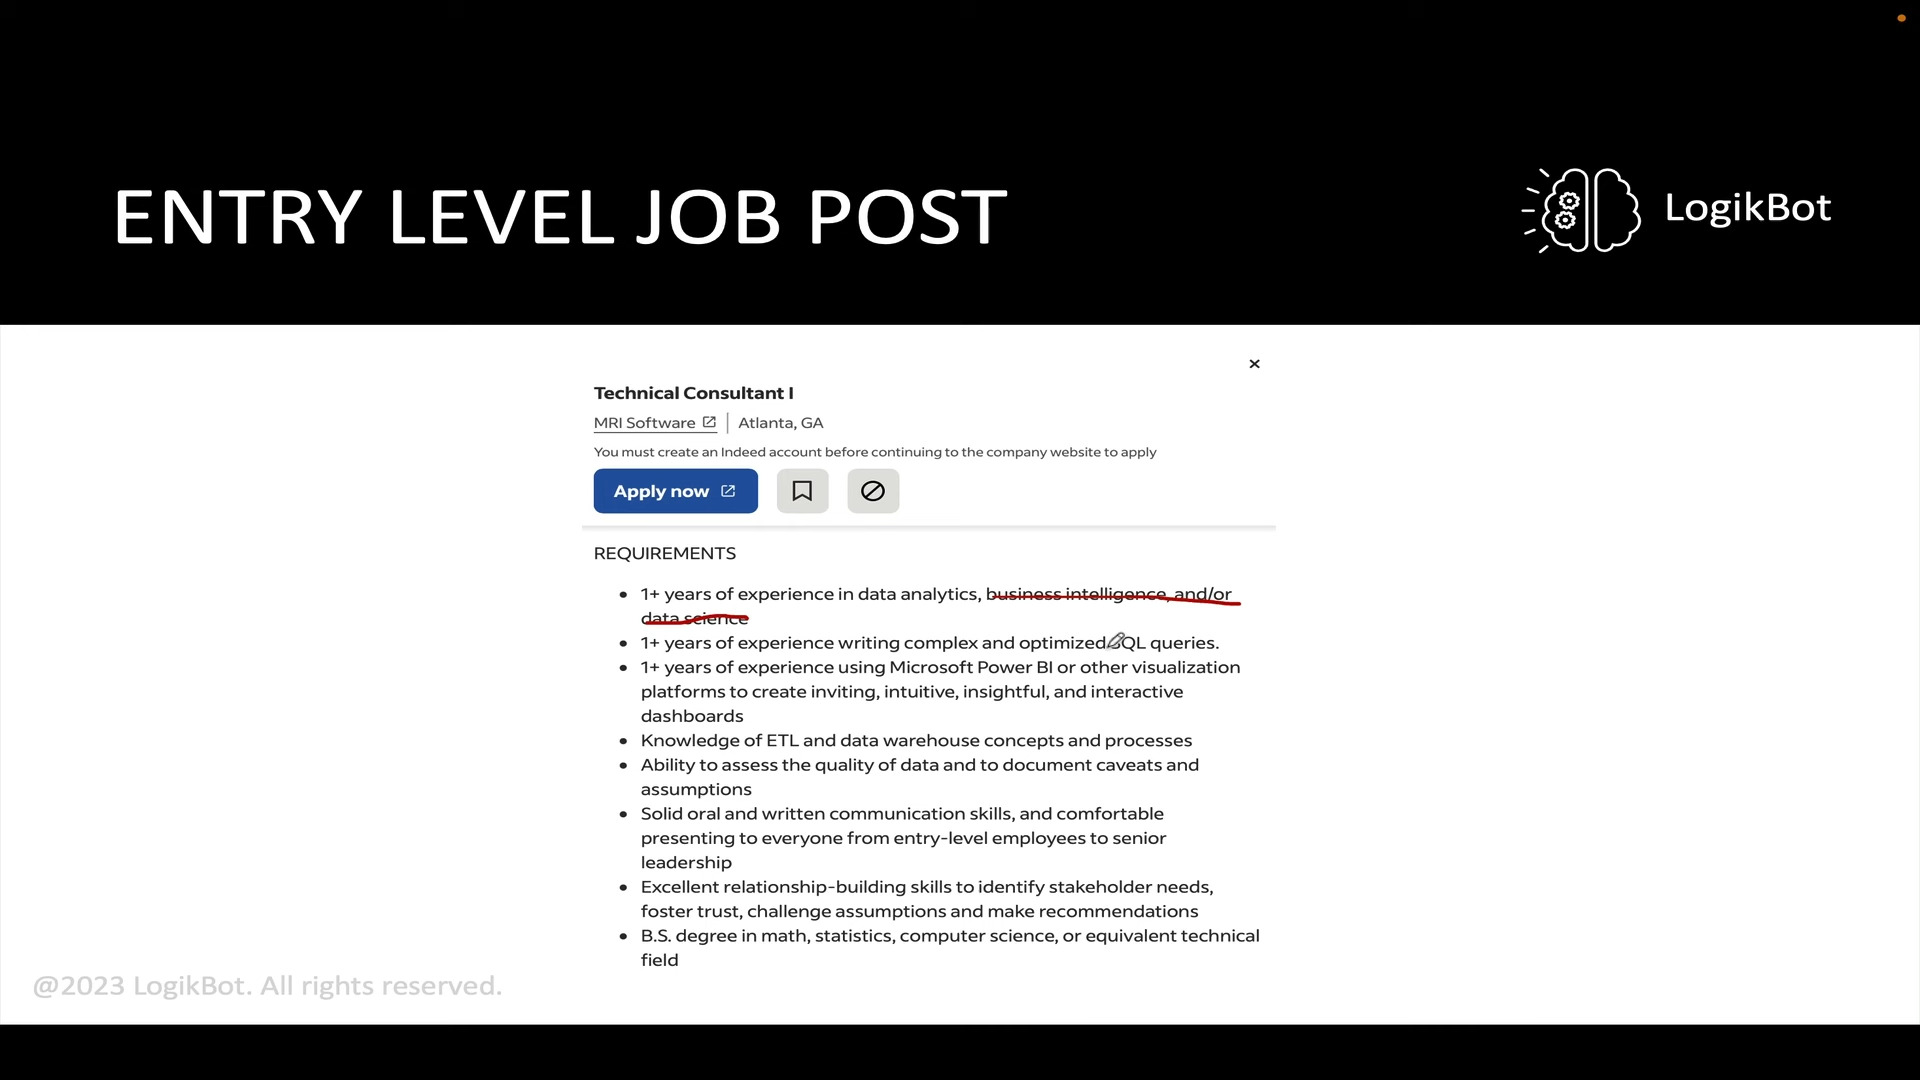 ENTRY LEVEL JOB POST
LogikBot
Technical Consultant I
MRI Software
Atlanta, GA
You must create an Indeed account before continuing to the company website to apply
Apply now
REQUIREMENTS
• 1+ years of experience in data analytics, business intelligence, and/or
data science
• 1+ years of experience writing complex and optimized SQL queries.
• 1+ years of experience using Microsoft Power BI or other visualization
platforms to create inviting, intuitive, insightful, and interactive
dashboards
• Knowledge of ETL and data warehouse concepts and processes
• Ability to assess the quality of data and to document caveats and
assumptions
• Solid oral and written communication skills, and comfortable
presenting to everyone from entry-level employees to senior
leadership
• Excellent relationship-building skills to identify stakeholder needs,
foster trust, challenge assumptions and make recommendations
• B.S. degree in math, statistics, computer science, or equivalent technical
field
@2023 LogikBot. All rights reserved.